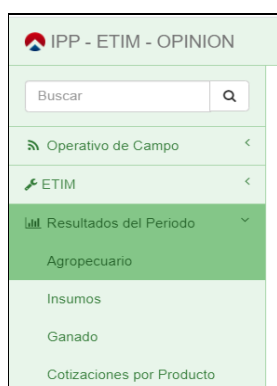 IPP - ETIM - OPINION
Buscar
Operativo de Campo
ETIM
Resultados del Periodo
Agropecuario
Insumos
Ganado
Cotizaciones por Producto